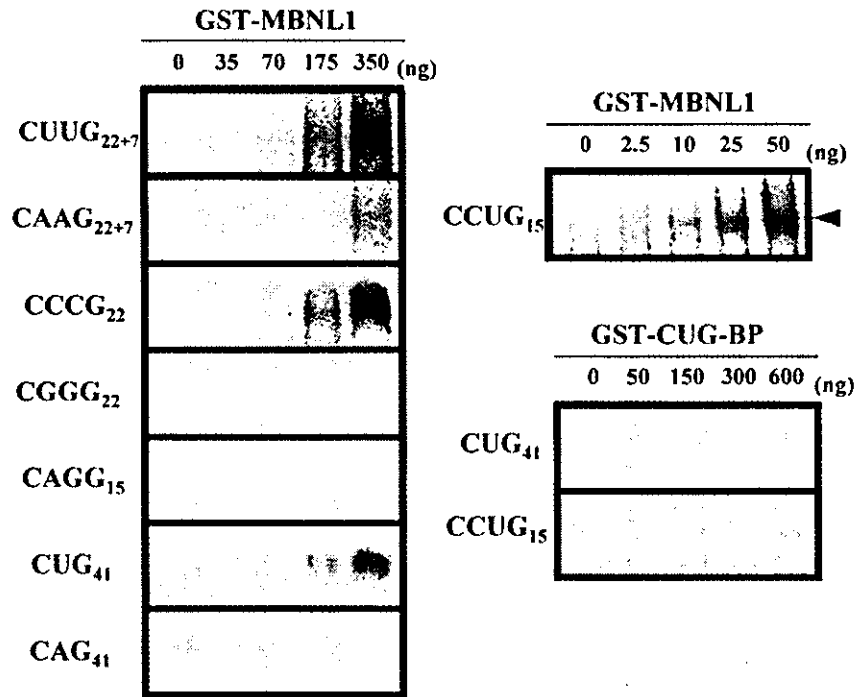 GST-MBNL1
0 35 70 175 350 (ng)
CUUG22+7
CAAG22+7
CCCG22
CGGG22
CAGG15
CUG41
CAG41
GST-MBNL1
0 2.5 10 25 50 (ng)
CCUG15
GST-CUG-BP
0 50 150 300 600 (ng)
CUG41
CCUG15